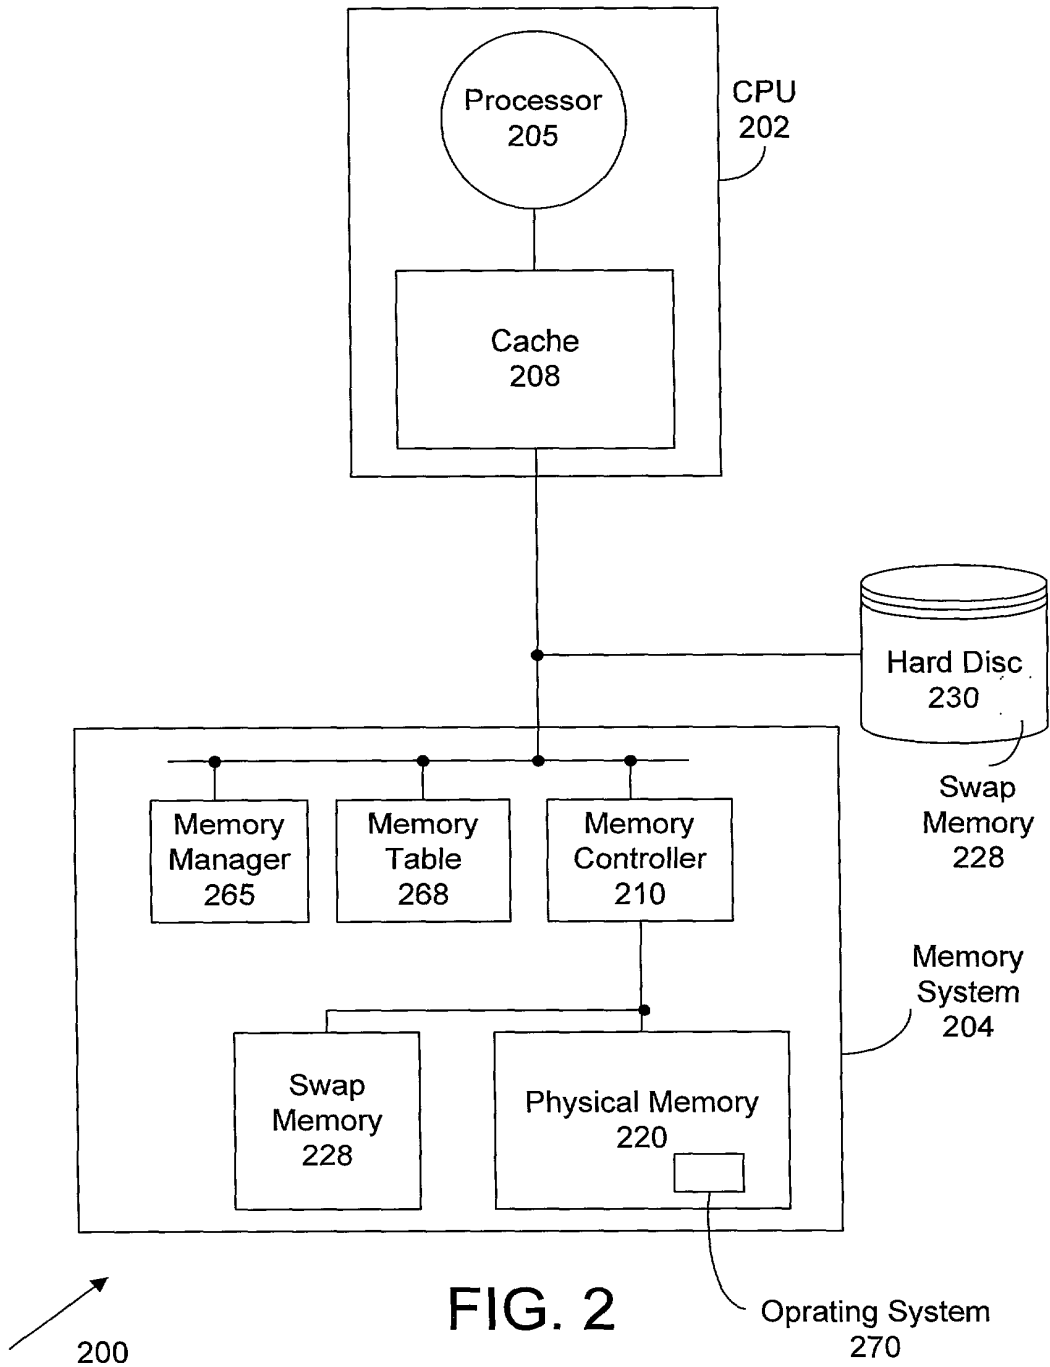 Processor
205
CPU
202
Cache
208
Hard Disc
230
Swap
Memory
228
Memory
Manager
265
Memory
Table
268
Memory
Controller
210
Memory
System
204
Swap
Memory
228
Physical Memory
220
Oprating System
270
FIG. 2
200